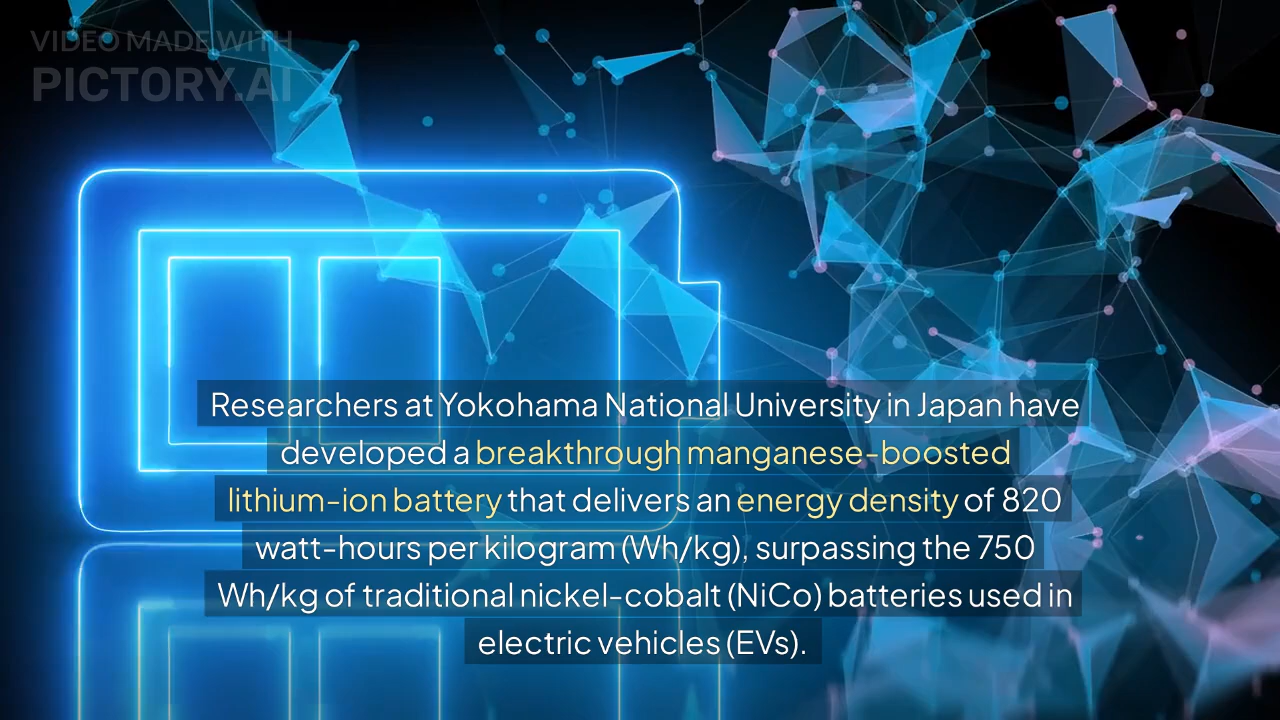 VIDEO MADE WITH
PICTORY.AI
Researchers at Yokohama National University in Japan have
developed a breakthrough manganese-boosted
lithium-ion battery that delivers an energy density of 820
watt-hours per kilogram (Wh/kg), surpassing the 750
Wh/kg of traditional nickel-cobalt (NiCo) batteries used in
electric vehicles (EVs).